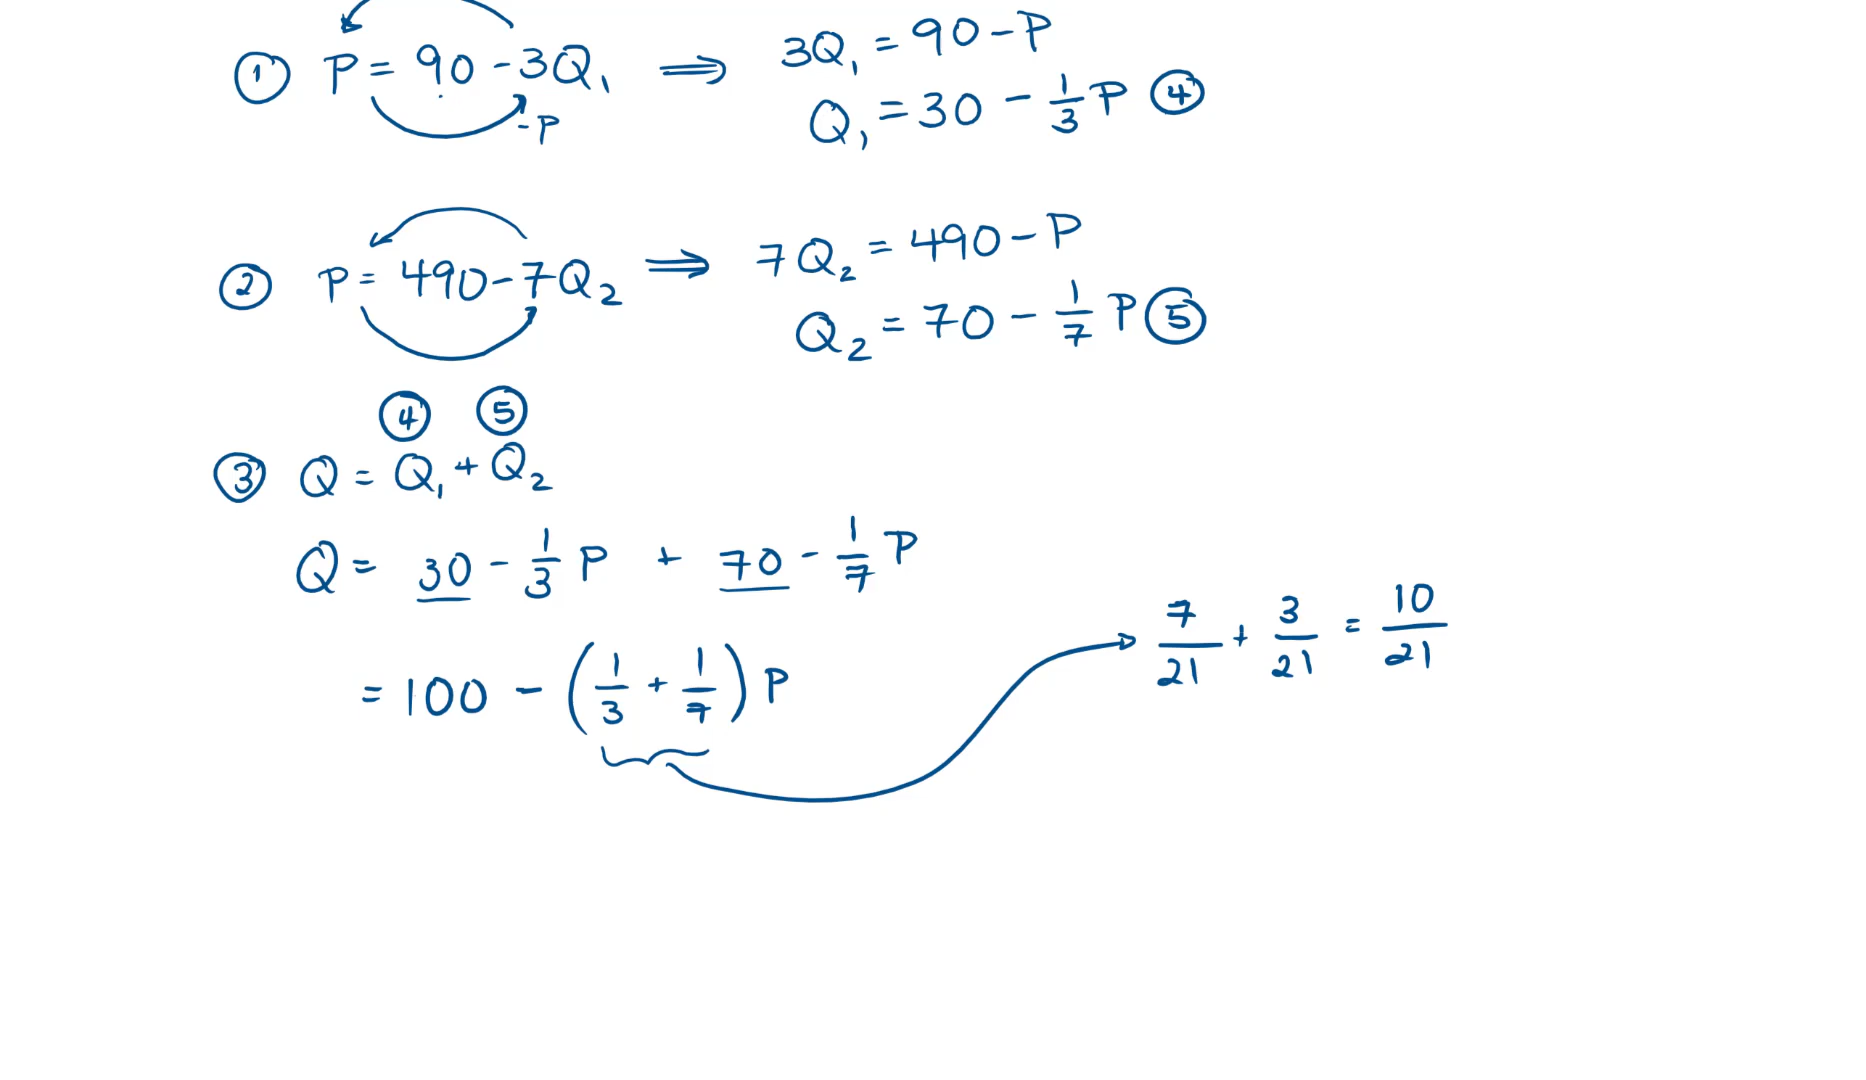 ① P = 90 - 3Q₁ ⟹ 3Q₁ = 90 - P
- P
Q₁ = 30 - 1/3 P ④
② P = 490 - 7Q₂ ⟹ 7Q₂ = 490 - P
Q₂ = 70 - 1/7 P ⑤
④ ⑤
③ Q = Q₁ + Q₂
Q = 30 - 1/3 P + 70 - 1/7 P
= 100 - (1/3 + 1/7) P
7/21 + 3/21 = 10/21